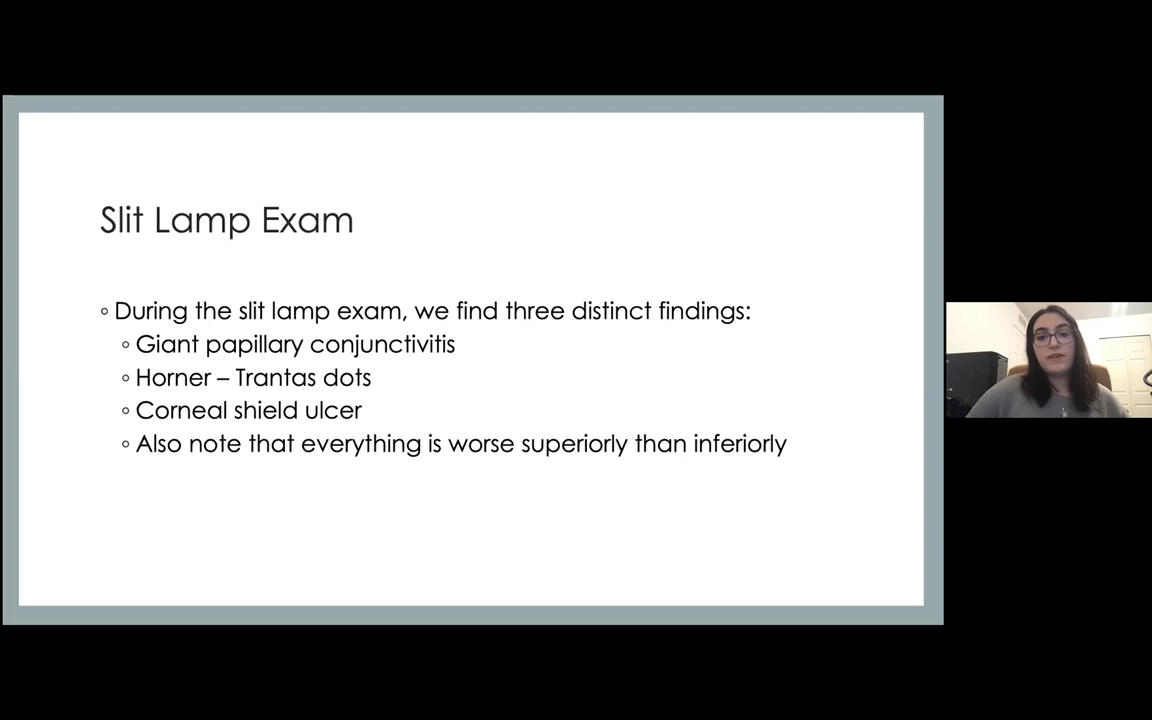 Slit Lamp Exam
◦ During the slit lamp exam, we find three distinct findings:
◦ Giant papillary conjunctivitis
◦ Horner – Trantas dots
◦ Corneal shield ulcer
◦ Also note that everything is worse superiorly than inferiorly